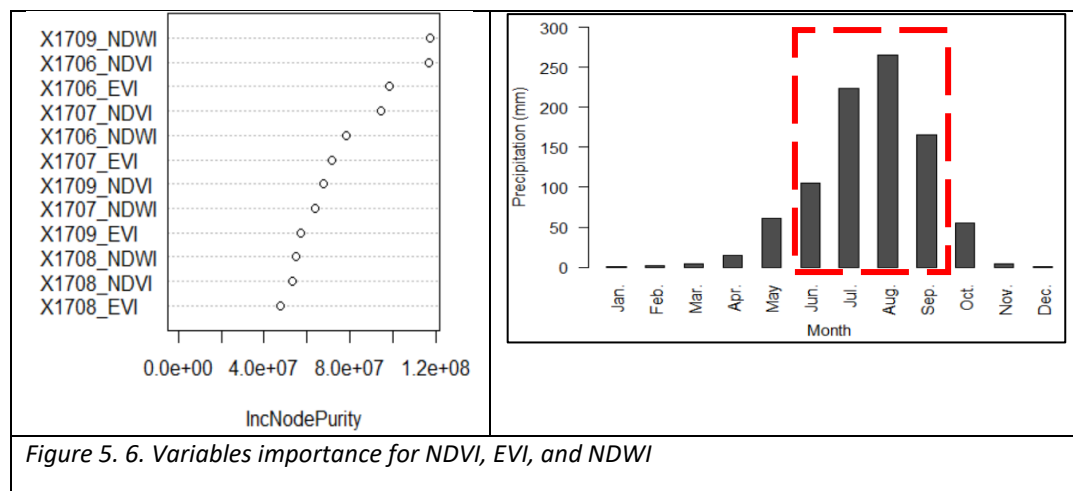 X1709_NDWI
X1706_NDVI
X1706_EVI
X1707_NDVI
X1706_NDWI
X1707_EVI
X1709_NDVI
X1707_NDWI
X1709_EVI
X1708_NDWI
X1708_NDVI
X1708_EVI
0.0e+00 4.0e+07 8.0e+07 1.2e+08
IncNodePurity
Precipitation (mm)
300
250
200
150
100
50
0
Jan. Feb. Mar. Apr. May Jun. Jul. Aug. Sep. Oct. Nov. Dec.
Month
Figure 5. 6. Variables importance for NDVI, EVI, and NDWI